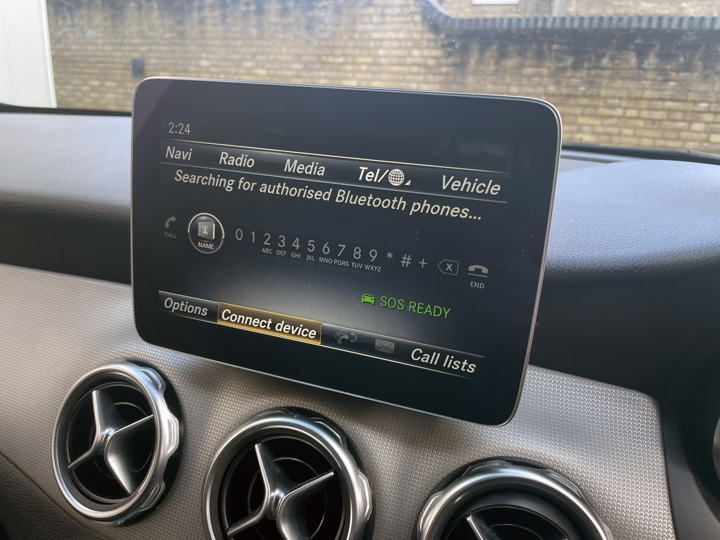 2:24
Navi Radio Media Tel/ Vehicle
Searching for authorised Bluetooth phones...
CALL NAME 0 1 2 3 4 5 6 7 8 9 * # + END
ABC DEF GHI JKL MNO PQRS TUV WXYZ
SOS READY
Options Connect device Call lists